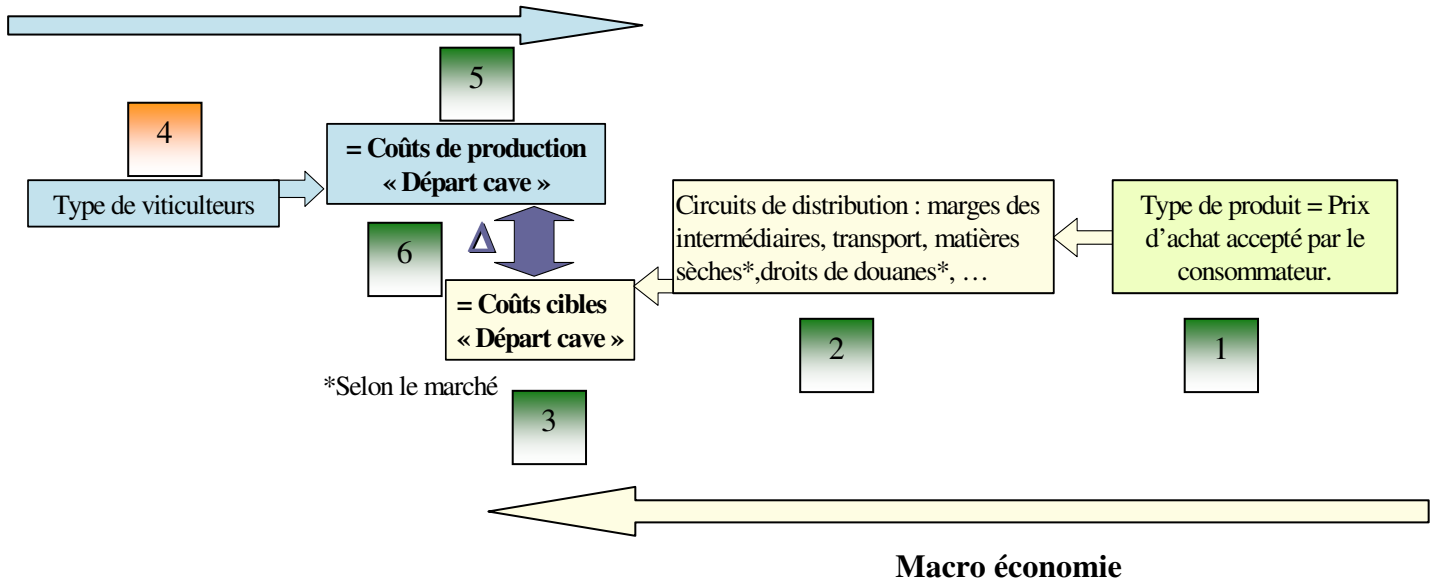 5
4
= Coûts de production
« Départ cave »
Type de viticulteurs
Circuits de distribution : marges des
intermédiaires, transport, matières
sèches*,droits de douanes*, …
Type de produit = Prix
d’achat accepté par le
consommateur.
6
Δ
= Coûts cibles
« Départ cave »
2
1
*Selon le marché
3
Macro économie